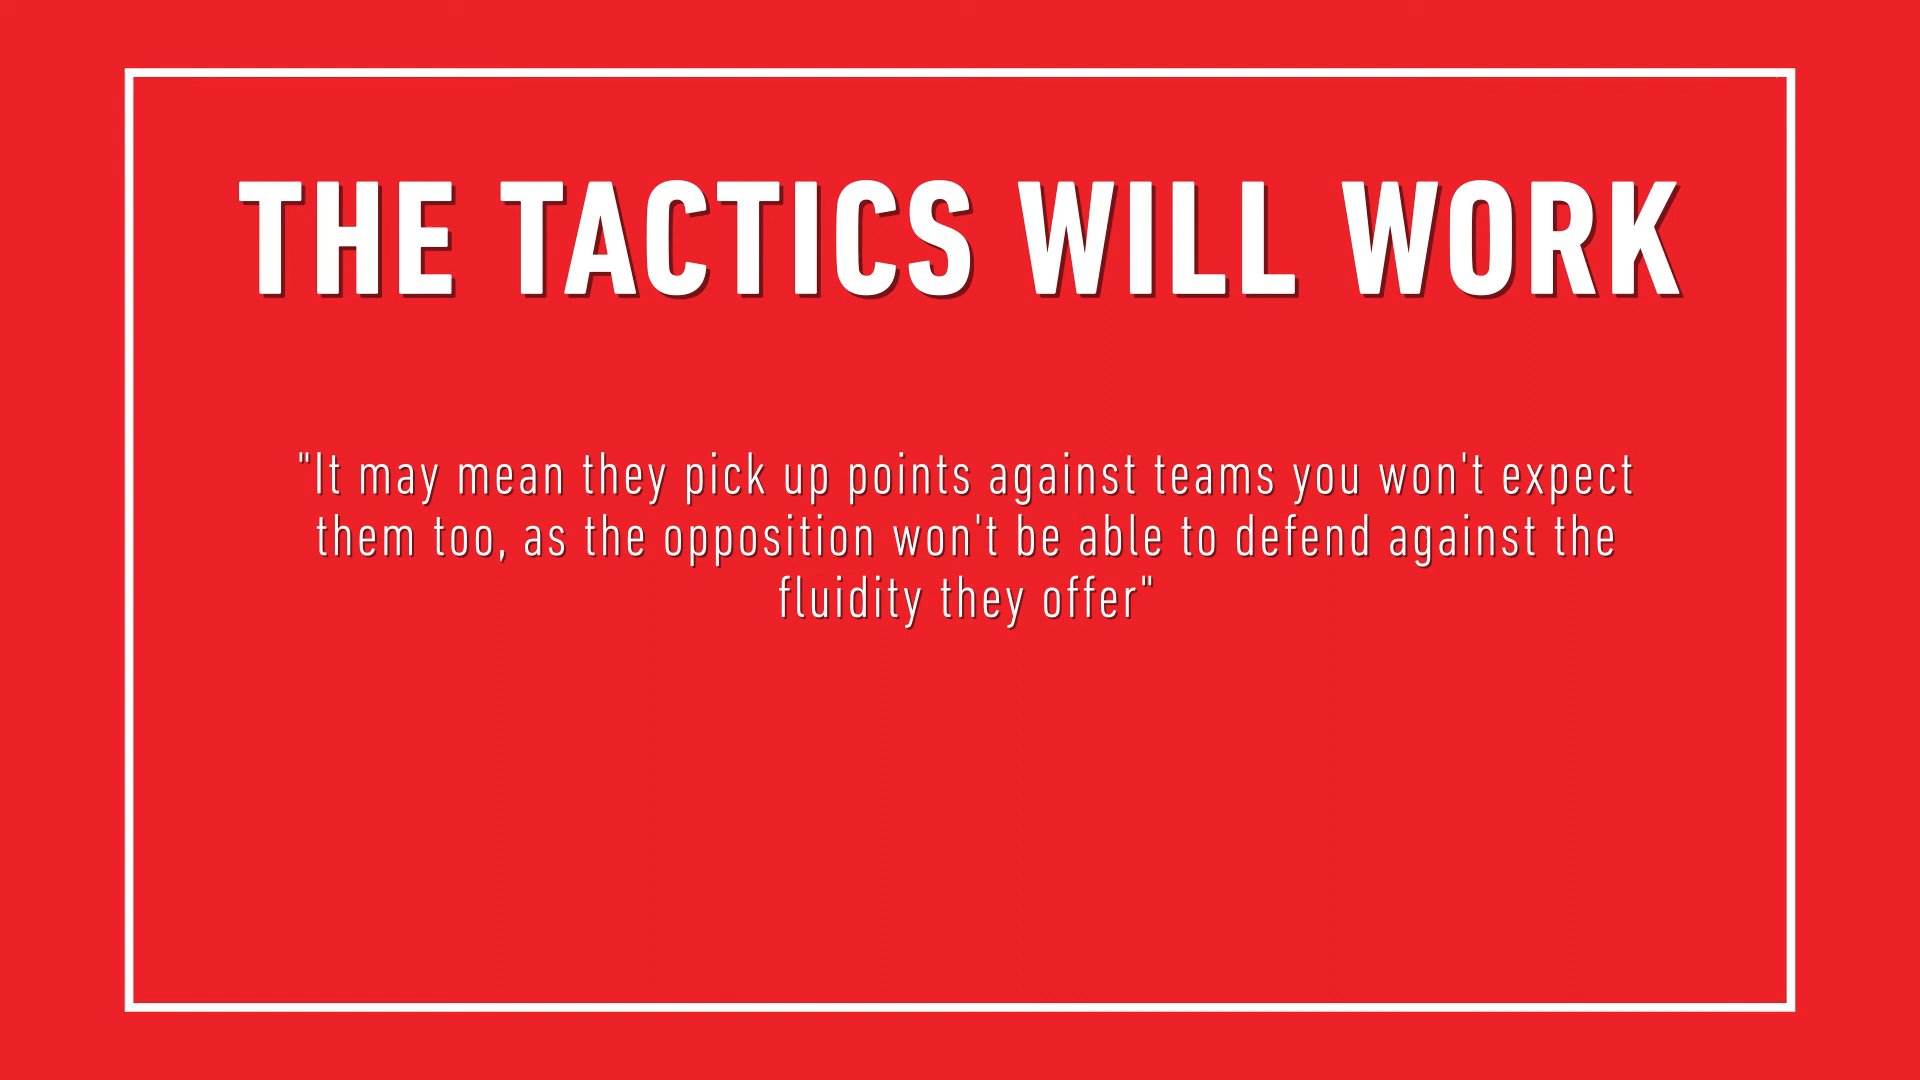 THE TACTICS WILL WORK
"It may mean they pick up points against teams you won't expect
them too, as the opposition won't be able to defend against the
fluidity they offer"